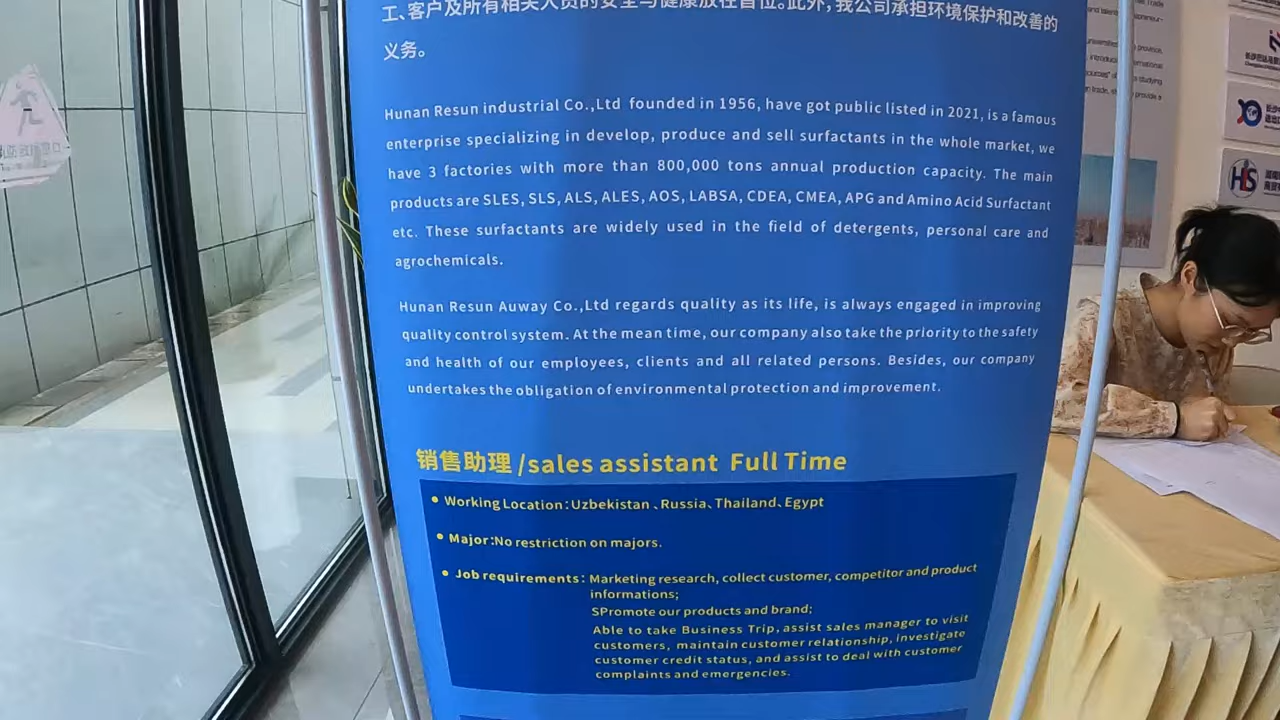 工、客户及所有相关人员的安全与健康放在首位。此外，我公司承担环境保护和改善的
义务。
Hunan Resun industrial Co.,Ltd founded in 1956, have got public listed in 2021, is a famous
enterprise specializing in develop, produce and sell surfactants in the whole market, we
have 3 factories with more than 800,000 tons annual production capacity. The main
products are SLES, SLS, ALS, ALES, AOS, LABSA, CDEA, CMEA, APG and Amino Acid Surfactant
etc. These surfactants are widely used in the field of detergents, personal care and
agrochemicals.
Hunan Resun Auway Co.,Ltd regards quality as its life, is always engaged in improving
quality control system. At the mean time, our company also take the priority to the safety
and health of our employees, clients and all related persons. Besides, our company
undertakes the obligation of environmental protection and improvement.
销售助理 /sales assistant Full Time
• Working Location：Uzbekistan 、Russia、Thailand、Egypt
• Major：No restriction on majors.
• Job requirements： Marketing research, collect customer, competitor and product
informations;
SPromote our products and brand;
Able to take Business Trip, assist sales manager to visit
customers, maintain customer relationship, investigate
customer credit status, and assist to deal with customer
complaints and emergencies.